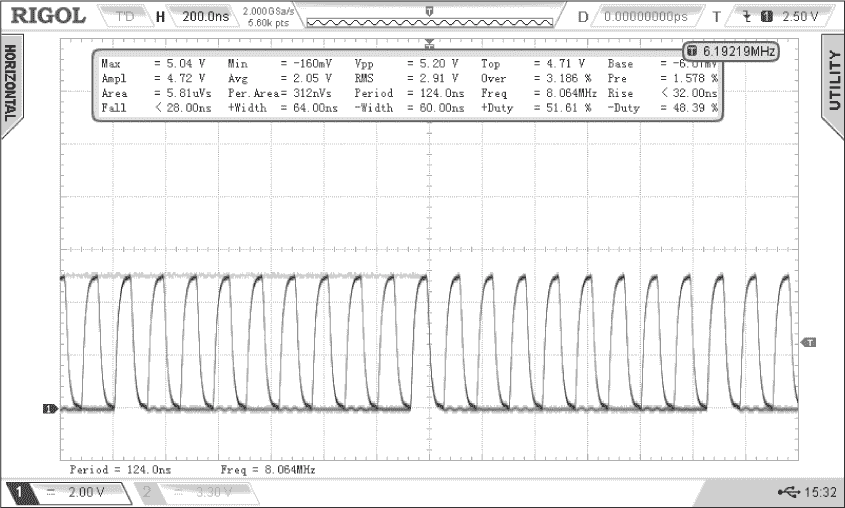 RIGOL T'D H 200.0ns 2.000GSa/s 5.60k pts D 0.00000000ps T 1 2.50 V
HORIZONTAL
UTILITY
T 6.19219MHz
Max = 5.04 V Min = -160mV Vpp = 5.20 V Top = 4.71 V Base
Ampl = 4.72 V Avg = 2.05 V RMS = 2.91 V Over = 3.186 % Pre = 1.578 %
Area = 5.81uVs Per.Area= 312nVs Period = 124.0ns Freq = 8.064MHz Rise < 32.00ns
Fall < 28.00ns +Width = 64.00ns -Width = 60.00ns +Duty = 51.61 % -Duty = 48.39 %
T
1
Period = 124.0ns Freq = 8.064MHz
1 2.00 V 2 3.30 V 15:32